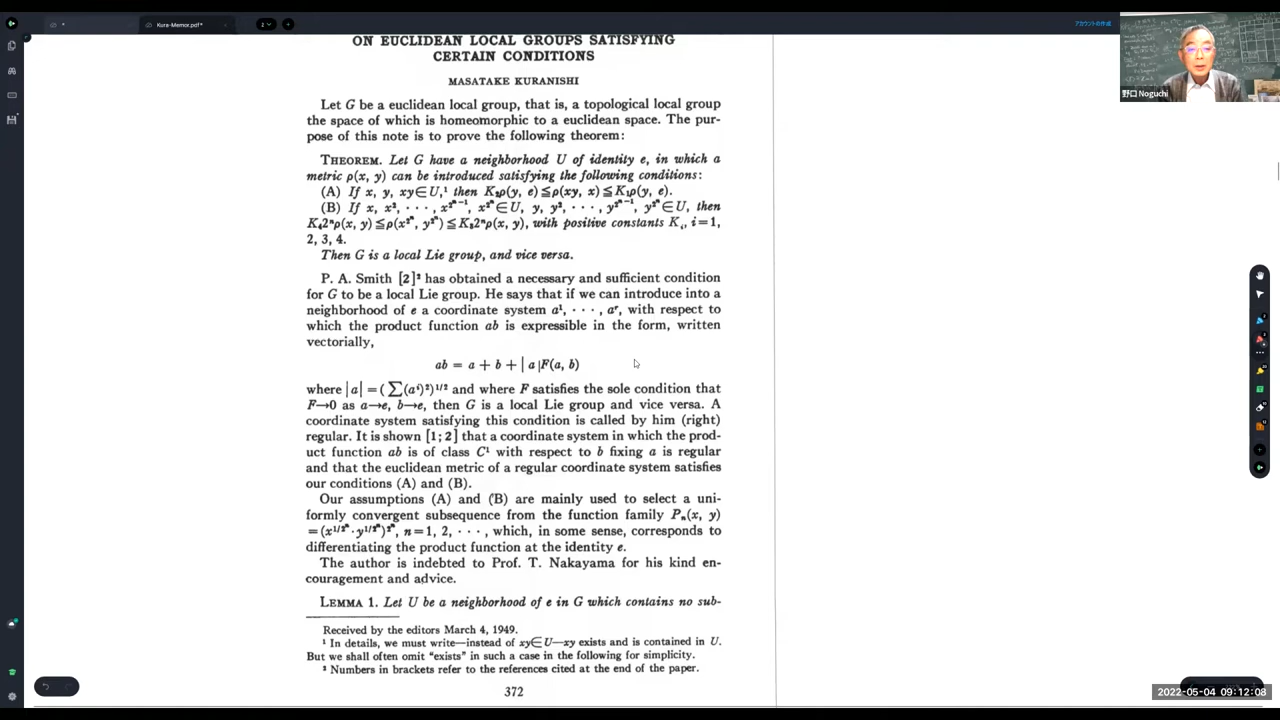 Kura-Memor.pdf*
2
アカウントの作成
野口 Noguchi
ON EUCLIDEAN LOCAL GROUPS SATISFYING
CERTAIN CONDITIONS
MASATAKE KURANISHI
Let G be a euclidean local group, that is, a topological local group
the space of which is homeomorphic to a euclidean space. The pur-
pose of this note is to prove the following theorem:
THEOREM. Let G have a neighborhood U of identity e, in which a
metric ρ(x, y) can be introduced satisfying the following conditions:
(A) If x, y, xy∈U,¹ then K₂ρ(y, e)≦ρ(xy, x)≦K₁ρ(y, e).
(B) If x, x², · · · , x^{2ⁿ−1}, x^{2ⁿ}∈U, y, y², · · · , y^{2ⁿ−1}, y^{2ⁿ}∈U, then
K₄2ⁿρ(x, y)≦ρ(x^{2ⁿ}, y^{2ⁿ})≦K₃2ⁿρ(x, y), with positive constants Kᵢ, i=1,
2, 3, 4.
Then G is a local Lie group, and vice versa.
P. A. Smith [2]² has obtained a necessary and sufficient condition
for G to be a local Lie group. He says that if we can introduce into a
neighborhood of e a coordinate system a¹, · · · , aʳ, with respect to
which the product function ab is expressible in the form, written
vectorially,
ab = a + b + | a |F(a, b)
where |a| =(∑(aⁱ)²)^{1/2} and where F satisfies the sole condition that
F→0 as a→e, b→e, then G is a local Lie group and vice versa. A
coordinate system satisfying this condition is called by him (right)
regular. It is shown [1; 2] that a coordinate system in which the prod-
uct function ab is of class C¹ with respect to b fixing a is regular
and that the euclidean metric of a regular coordinate system satisfies
our conditions (A) and (B).
Our assumptions (A) and (B) are mainly used to select a uni-
formly convergent subsequence from the function family Pₙ(x, y)
=(x^{1/2ⁿ}·y^{1/2ⁿ})^{2ⁿ}, n=1, 2, · · · , which, in some sense, corresponds to
differentiating the product function at the identity e.
The author is indebted to Prof. T. Nakayama for his kind en-
couragement and advice.
LEMMA 1. Let U be a neighborhood of e in G which contains no sub-
Received by the editors March 4, 1949.
¹ In details, we must write—instead of xy∈U—xy exists and is contained in U.
But we shall often omit "exists" in such a case in the following for simplicity.
² Numbers in brackets refer to the references cited at the end of the paper.
372
2022-05-04 09:12:08